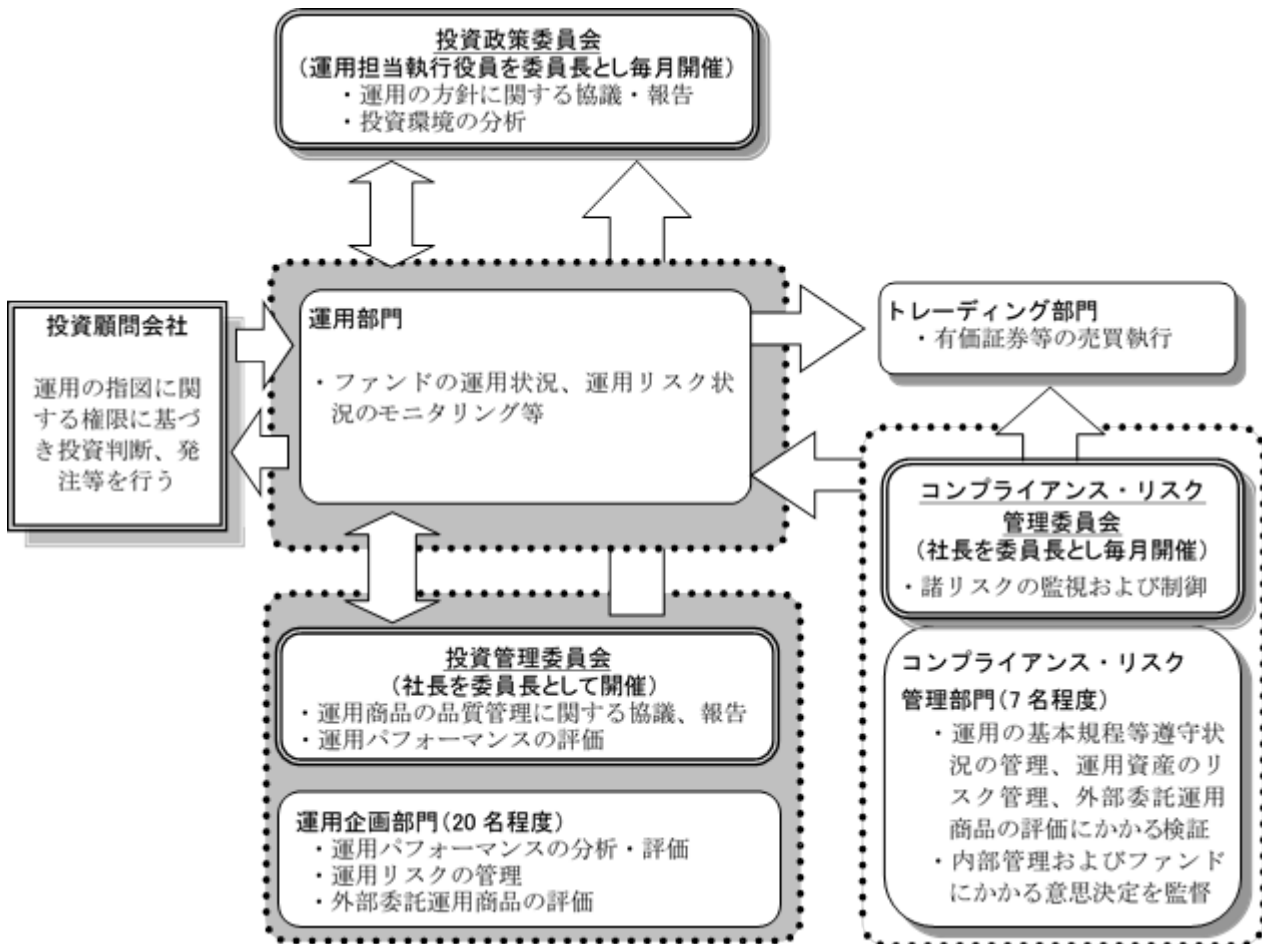 投資政策委員会
(運用担当執行役員を委員長とし毎月開催)
・運用の方針に関する協議・報告
・投資環境の分析
投資顧問会社
運用の指図に関
する権限に基づ
き投資判断、発
注等を行う
運用部門
・ファンドの運用状況、運用リスク状
況のモニタリング等
トレーディング部門
・有価証券等の売買執行
コンプライアンス・リスク
管理委員会
(社長を委員長とし毎月開催)
・諸リスクの監視および制御
コンプライアンス・リスク
管理部門(7名程度)
・運用の基本規程等遵守状
況の管理、運用資産のリ
スク管理、外部委託運用
商品の評価にかかる検証
・内部管理およびファンド
にかかる意思決定を監督
投資管理委員会
(社長を委員長として開催)
・運用商品の品質管理に関する協議、報告
・運用パフォーマンスの評価
運用企画部門(20名程度)
・運用パフォーマンスの分析・評価
・運用リスクの管理
・外部委託運用商品の評価